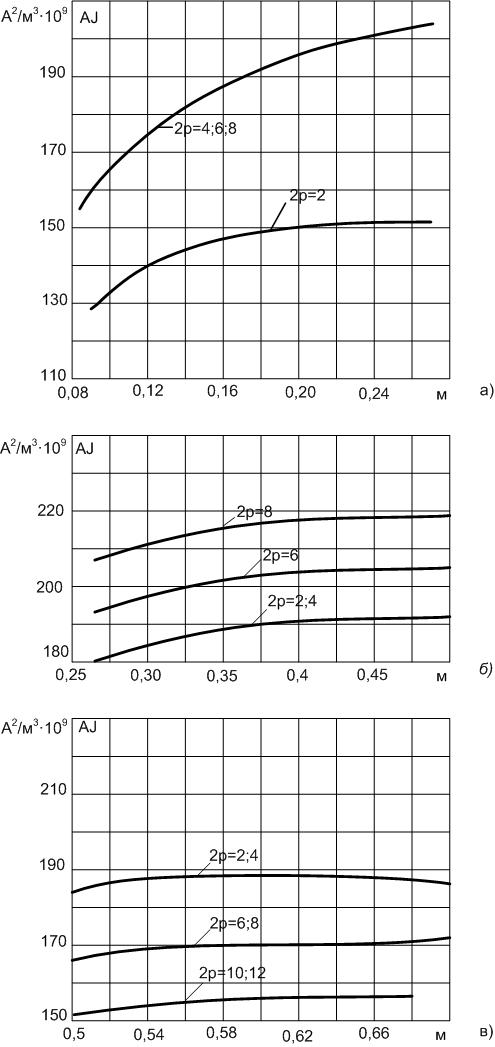 А²/м³·10⁹ AJ
190
2p=4;6;8
170
2p=2
150
130
110
0,08 0,12 0,16 0,20 0,24 м а)
А²/м³·10⁹ AJ
220
2p=8
2p=6
200
2p=2;4
180
0,25 0,30 0,35 0,4 0,45 м б)
А²/м³·10⁹ AJ
210
190
2p=2;4
2p=6;8
170
2p=10;12
150
0,5 0,54 0,58 0,62 0,66 м в)